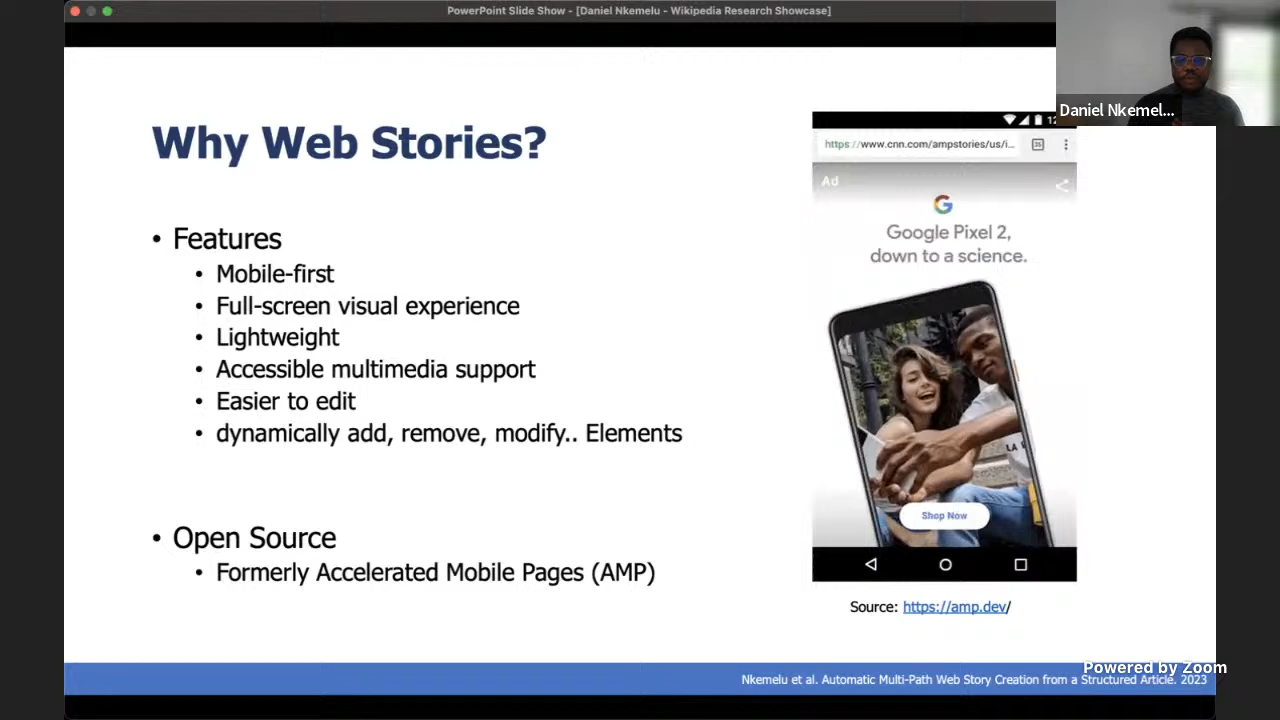 PowerPoint Slide Show - [Daniel Nkemelu - Wikipedia Research Showcase]
Daniel Nkemel...
Why Web Stories?
• Features
• Mobile-first
• Full-screen visual experience
• Lightweight
• Accessible multimedia support
• Easier to edit
• dynamically add, remove, modify.. Elements
• Open Source
• Formerly Accelerated Mobile Pages (AMP)
https://www.cnn.com/ampstories/us/i...
Ad
Google Pixel 2,
down to a science.
Shop Now
Source: https://amp.dev/
Powered by Zoom
Nkemelu et al. Automatic Multi-Path Web Story Creation from a Structured Article. 2023